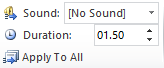 Sound: [No Sound]
Duration: 01.50
Apply To All